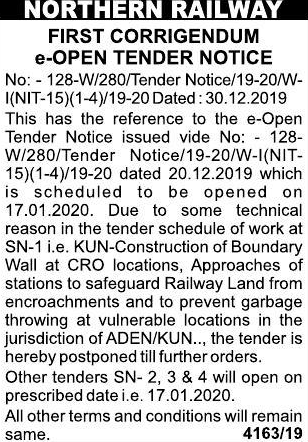 NORTHERN RAILWAY
FIRST CORRIGENDUM
e-OPEN TENDER NOTICE
No: - 128-W/280/Tender Notice/19-20/W-
I(NIT-15)(1-4)/19-20 Dated : 30.12.2019
This has the reference to the e-Open
Tender Notice issued vide No: - 128-
W/280/Tender Notice/19-20/W-I(NIT-
15)(1-4)/19-20 dated 20.12.2019 which
is scheduled to be opened on
17.01.2020. Due to some technical
reason in the tender schedule of work at
SN-1 i.e. KUN-Construction of Boundary
Wall at CRO locations, Approaches of
stations to safeguard Railway Land from
encroachments and to prevent garbage
throwing at vulnerable locations in the
jurisdiction of ADEN/KUN.., the tender is
hereby postponed till further orders.
Other tenders SN- 2, 3 & 4 will open on
prescribed date i.e. 17.01.2020.
All other terms and conditions will remain
same. 4163/19